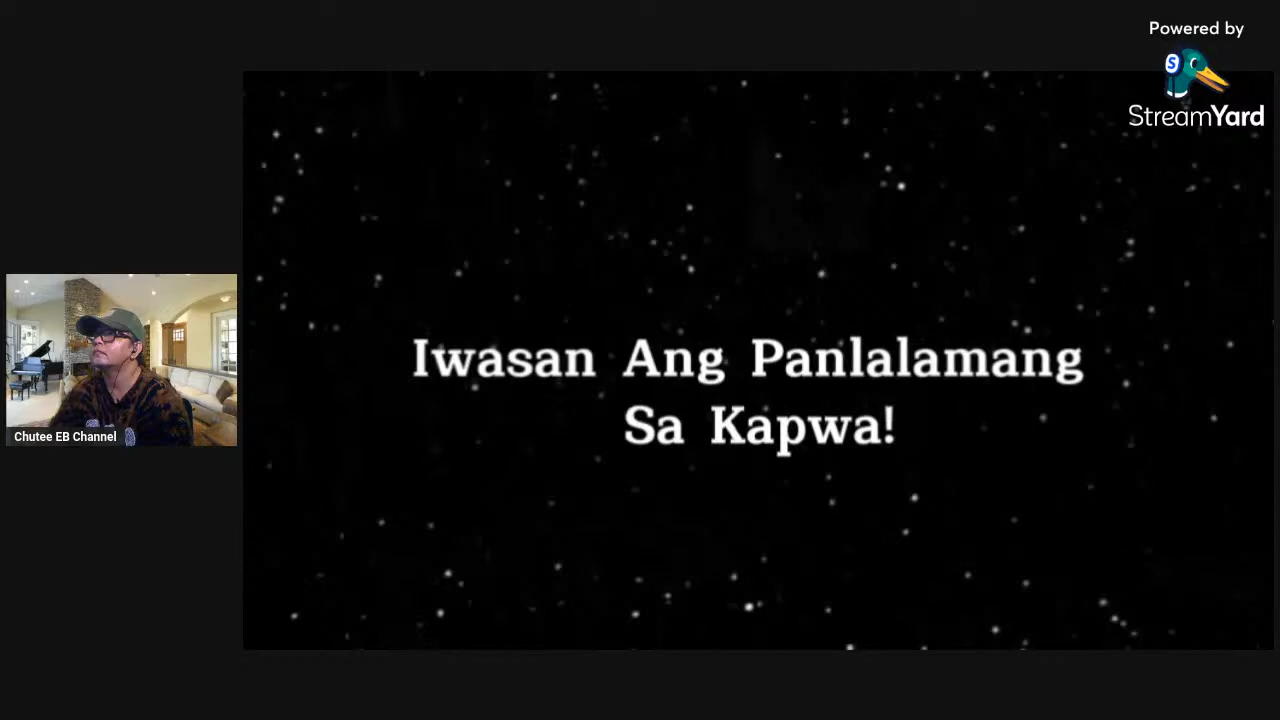 Powered by
S
StreamYard
Iwasan Ang Panlalamang
Sa Kapwa!
Chutee EB Channel